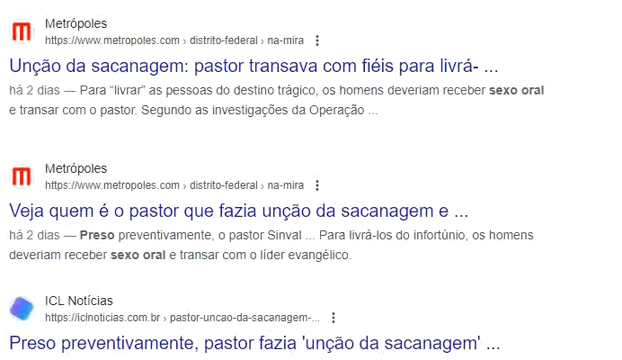 Metrópoles
https://www.metropoles.com › distrito-federal › na-mira
Unção da sacanagem: pastor transava com fiéis para livrá- ...
há 2 dias — Para “livrar” as pessoas do destino trágico, os homens deveriam receber sexo oral
e transar com o pastor. Segundo as investigações da Operação ...
Metrópoles
https://www.metropoles.com › distrito-federal › na-mira
Veja quem é o pastor que fazia unção da sacanagem e ...
há 2 dias — Preso preventivamente, o pastor Sinval ... Para livrá-los do infortúnio, os homens
deveriam receber sexo oral e transar com o líder evangélico.
ICL Notícias
https://iclnoticias.com.br › pastor-uncao-da-sacanagem-...
Preso preventivamente, pastor fazia 'unção da sacanagem' ...